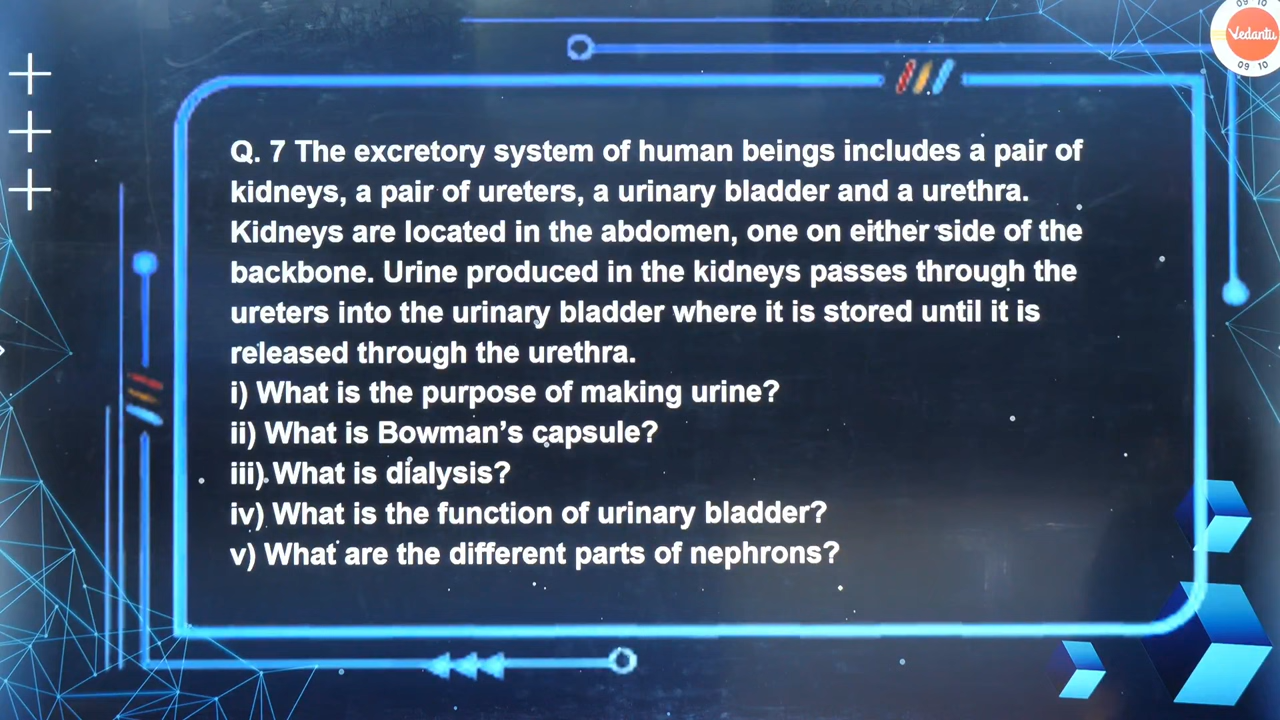 09 10
Vedantu
09 10
Q. 7 The excretory system of human beings includes a pair of
kidneys, a pair of ureters, a urinary bladder and a urethra.
Kidneys are located in the abdomen, one on either side of the
backbone. Urine produced in the kidneys passes through the
ureters into the urinary bladder where it is stored until it is
released through the urethra.
i) What is the purpose of making urine?
ii) What is Bowman’s capsule?
iii) What is dialysis?
iv) What is the function of urinary bladder?
v) What are the different parts of nephrons?